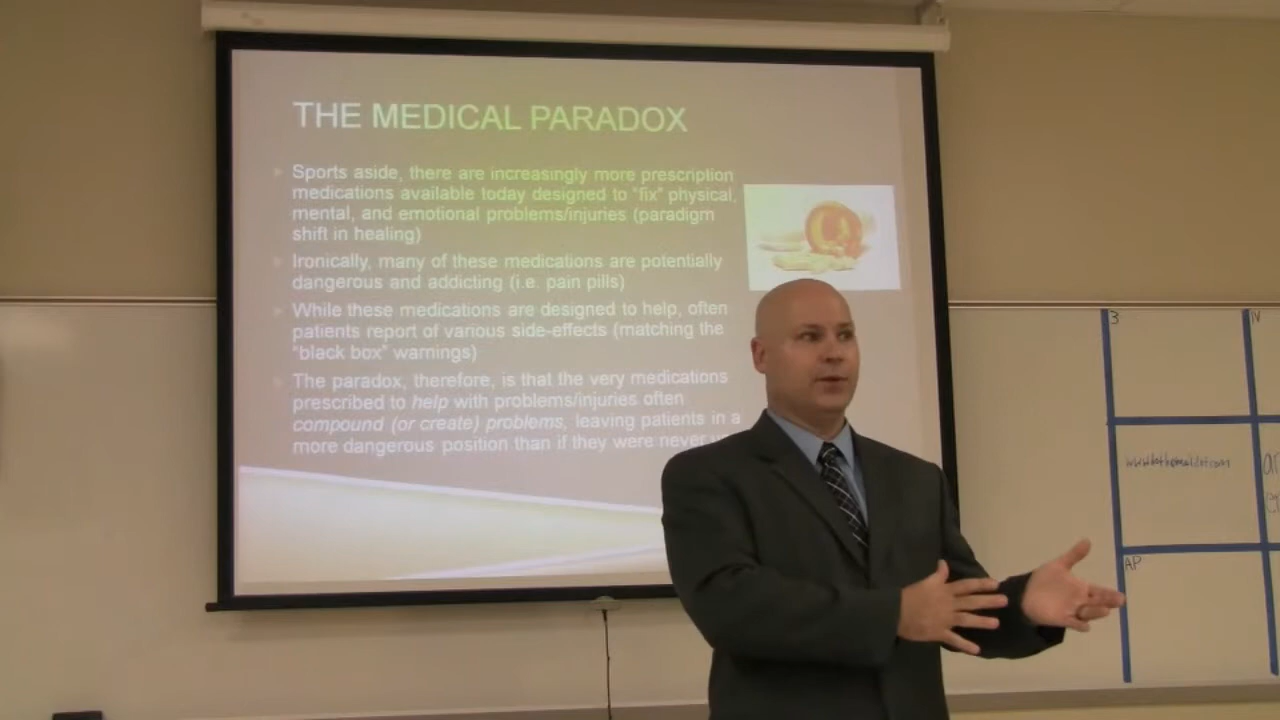 THE MEDICAL PARADOX
Sports aside, there are increasingly more prescription
medications available today designed to "fix" physical,
mental, and emotional problems/injuries (paradigm
shift in healing)
Ironically, many of these medications are potentially
dangerous and addicting (i.e. pain pills)
While these medications are designed to help, often
patients report of various side-effects (matching the
"black box" warnings)
The paradox, therefore, is that the very medications
prescribed to help with problems/injuries often
compound (or create) problems, leaving patients in a
more dangerous position than if they were never
3
IV
AP